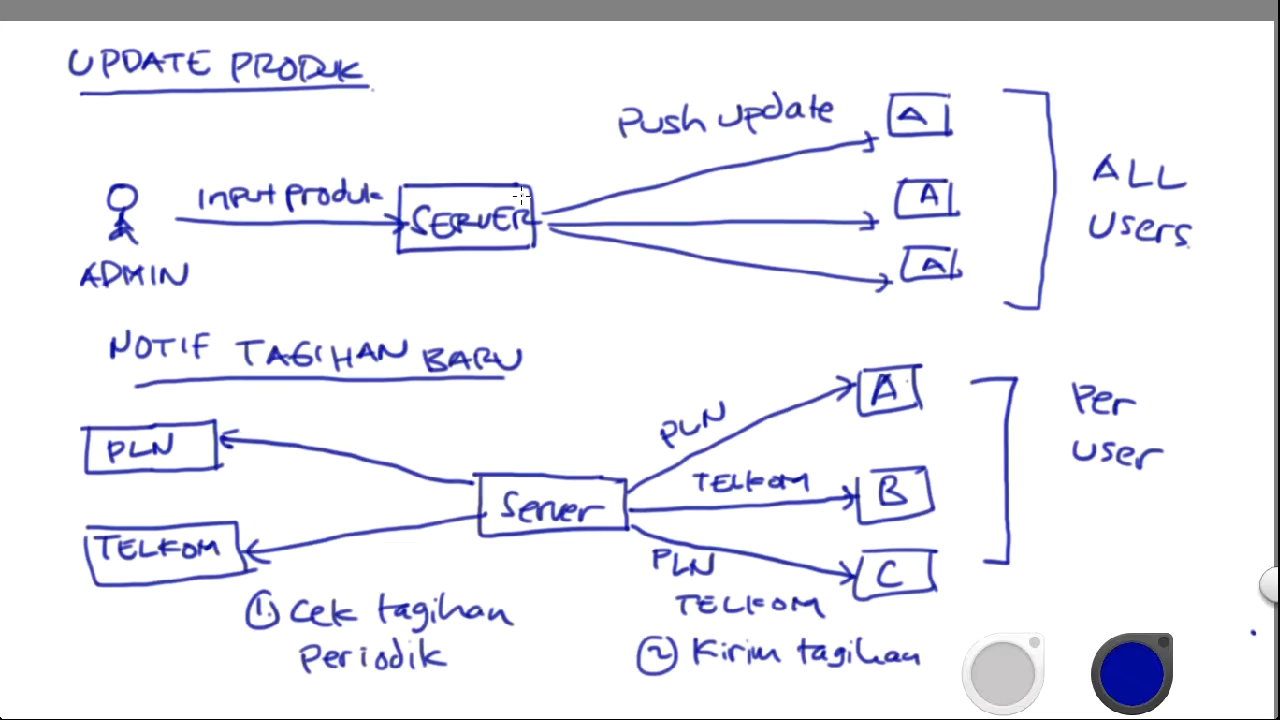 UPDATE PRODUK
Push update
A
ALL
users
Input produk
SERVER
A
ADMIN
A
NOTIF TAGIHAN BARU
PLN
A
Per
user
PLN
TELKOM
B
Server
TELKOM
PLN
TELKOM
C
1. Cek tagihan
Periodik
2 Kirim tagihan